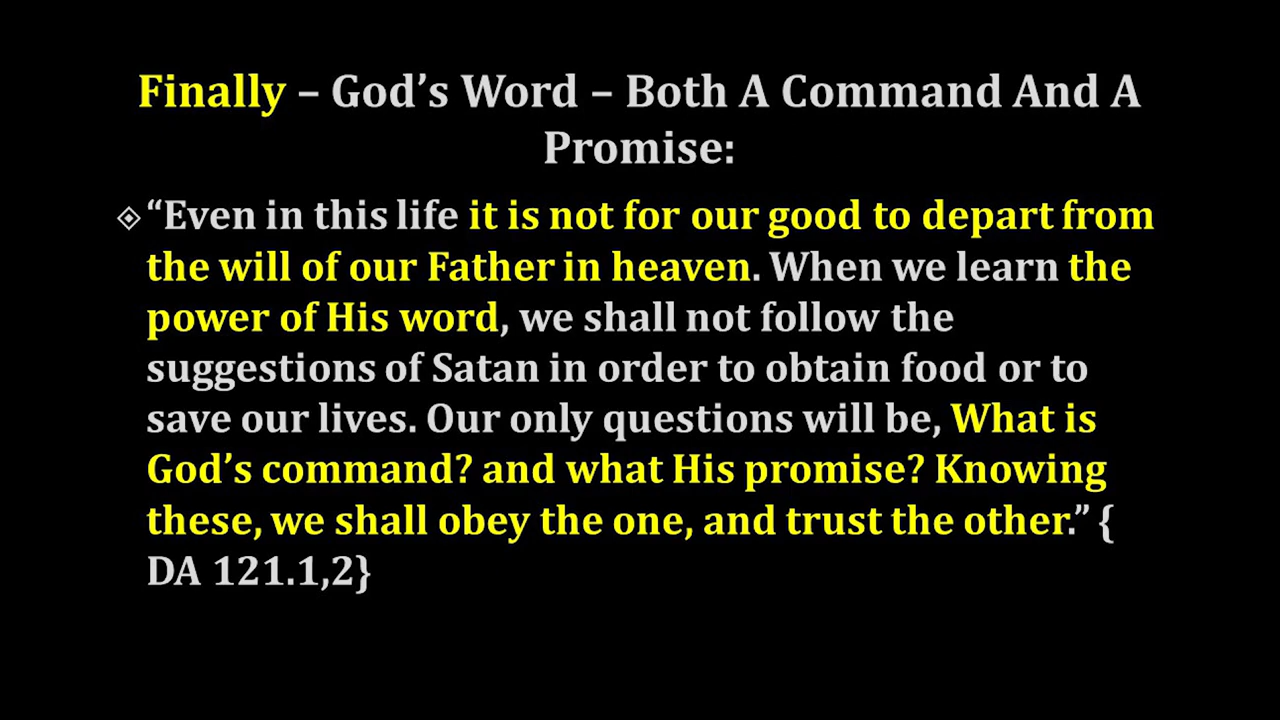 Finally – God’s Word – Both A Command And A
Promise:
“Even in this life it is not for our good to depart from
the will of our Father in heaven. When we learn the
power of His word, we shall not follow the
suggestions of Satan in order to obtain food or to
save our lives. Our only questions will be, What is
God’s command? and what His promise? Knowing
these, we shall obey the one, and trust the other.” {
DA 121.1,2}